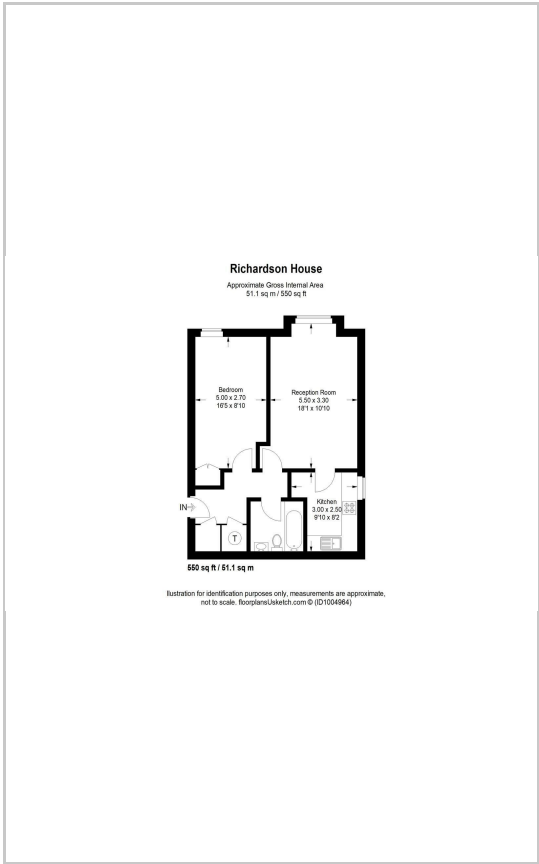 Richardson House
Approximate Gross Internal Area
51.1 sq m / 550 sq ft
Bedroom
5.00 x 2.70
16'5 x 8'10
Reception Room
5.50 x 3.30
18'1 x 10'10
Kitchen
3.00 x 2.50
9'10 x 8'2
IN
T
550 sq ft / 51.1 sq m
Ilustration for identification purposes only, measurements are approximate,
not to scale. floorplansUsketch.com © (ID1004964)